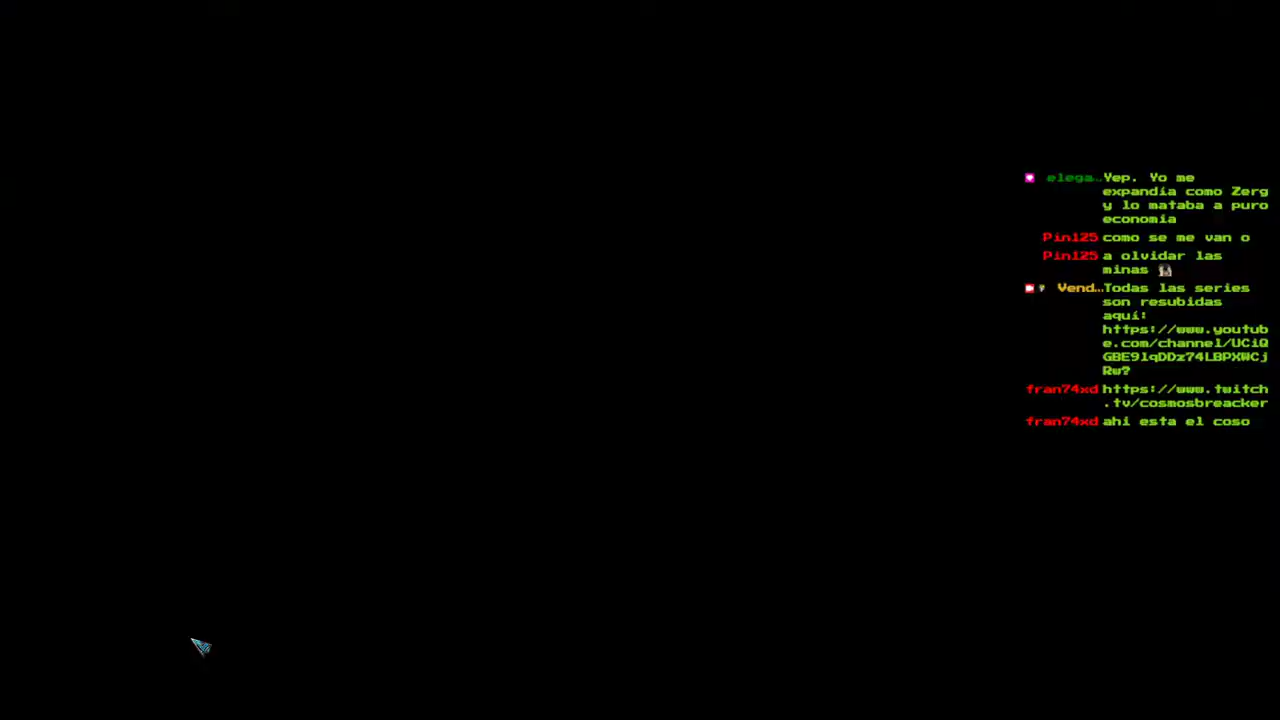 elega…Yep. Yo me
expandía como Zerg
y lo mataba a puro
economía
Pin125 como se me van o
Pin125 a olvidar las
minas
Vend…Todas las series
son resubidas
aquí:
https://www.youtub
e.com/channel/UCiQ
GBE9lqDDz74LBPXWCj
Rw?
fran74xd https://www.twitch
.tv/cosmosbreacker
fran74xd ahi esta el coso